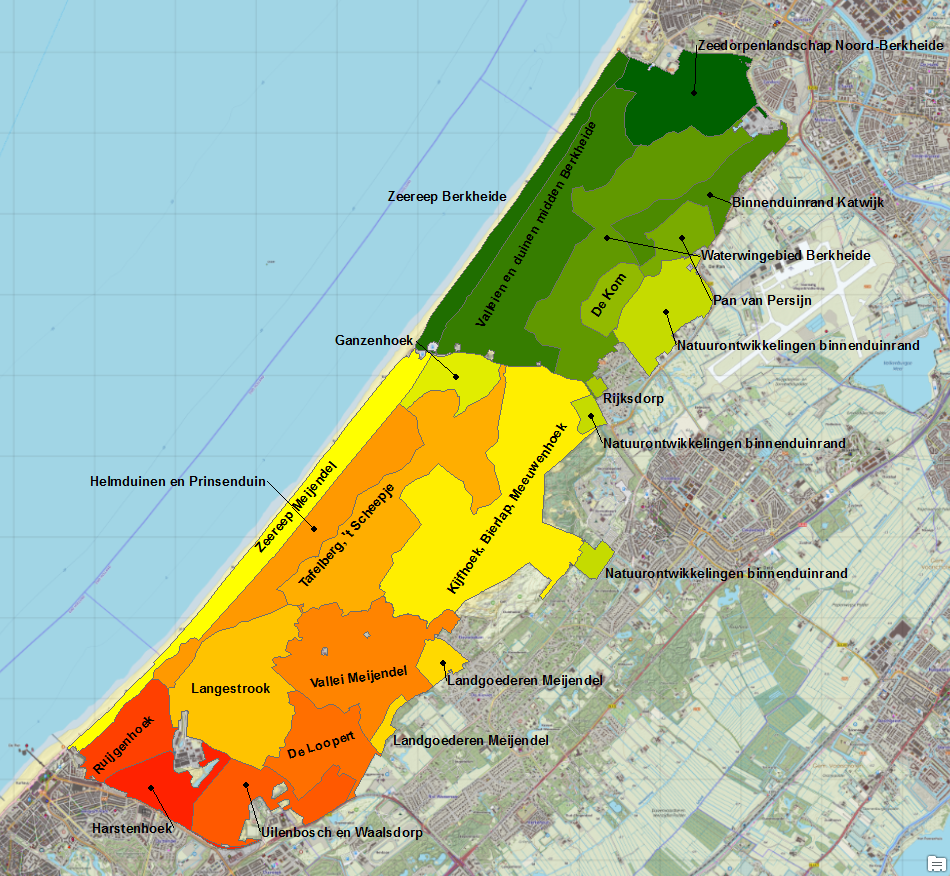 Zeedorpenlandschap Noord-Berkheide
Zeereep Berkheide
Valleien en duinen midden Berkheide
Binnenduinrand Katwijk
Waterwingebied Berkheide
De Kom
Pan van Persijn
Ganzenhoek
Natuurontwikkelingen binnenduinrand
Rijksdorp
Natuurontwikkelingen binnenduinrand
Helmduinen en Prinsenduin
Zeereep Meijendel
Tafelberg, 't Scheepje
Kijfhoek, Bierlap, Meeuwenhoek
Natuurontwikkelingen binnenduinrand
Langestrook
Vallei Meijendel
Landgoederen Meijendel
Ruijgenhoek
De Loopert
Landgoederen Meijendel
Harstenhoek
Uilenbosch en Waalsdorp